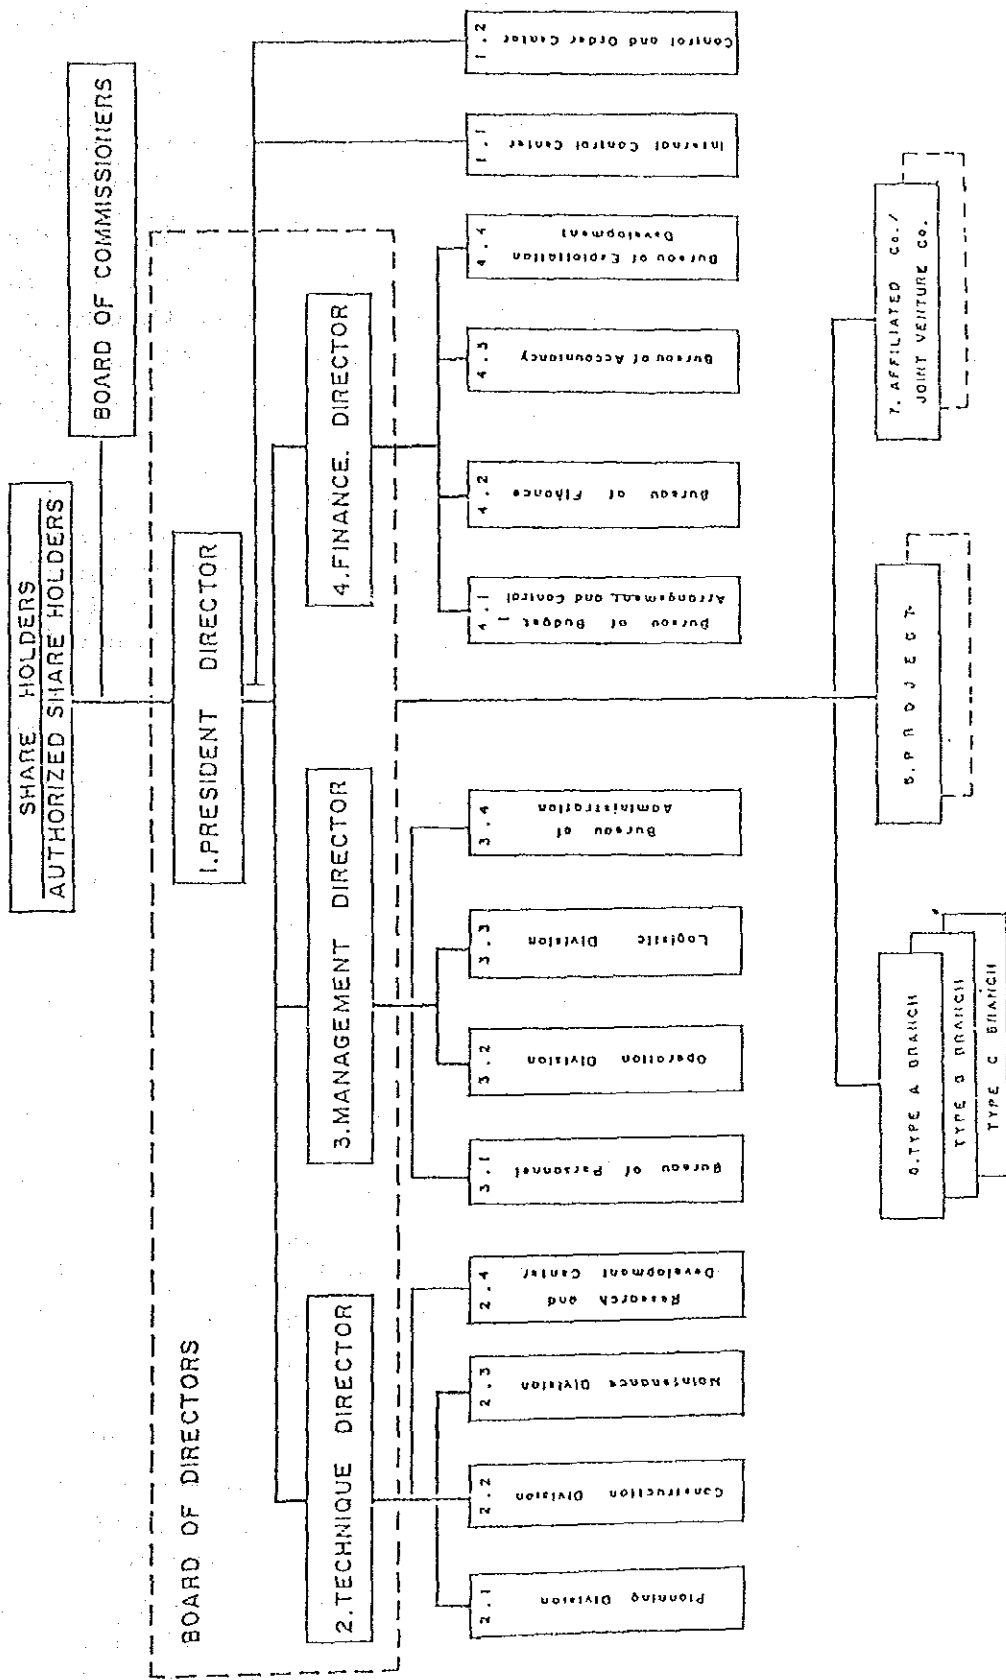 SHARE HOLDERS
AUTHORIZED SHARE HOLDERS
BOARD OF COMMISSIONERS
BOARD OF DIRECTORS
1.PRESIDENT DIRECTOR
2.TECHNIQUE DIRECTOR
3.MANAGEMENT DIRECTOR
4.FINANCE. DIRECTOR
2.1
Planning Division
2.2
Construction Division
2.3
Maintenance Division
2.4
Research and
Development Center
3.1
Bureau of Personnel
3.2
Operation Division
3.3
Logistic Division
3.4
Bureau of
Administration
4.1
Bureau of Budget
Arrangement and Control
4.2
Bureau of Finance
4.3
Bureau of Accountancy
4.4
Bureau of Exploitation
Development
1.1
Internal Control Center
1.2
Control and Order Center
TYPE A BRANCH
TYPE B BRANCH
TYPE C BRANCH
PROJECT
7. AFFILIATED Co./
JOINT VENTURE Co.